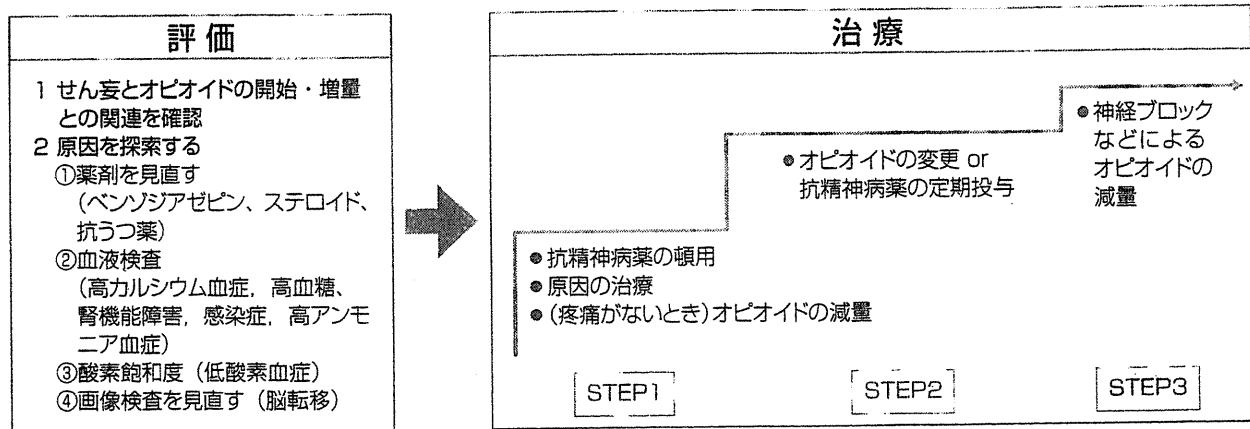 評価
1 せん妄とオピオイドの開始・増量
との関連を確認
2 原因を探索する
①薬剤を見直す
(ベンゾジアゼピン、ステロイド、
抗うつ薬)
②血液検査
(高カルシウム血症，高血糖、
腎機能障害，感染症，高アンモ
ニア血症)
③酸素飽和度（低酸素血症）
④画像検査を見直す（脳転移）
治療
●抗精神病薬の頓用
●原因の治療
●(疼痛がないとき)オピオイドの減量
STEP1
●オピオイドの変更 or
抗精神病薬の定期投与
STEP2
●神経ブロック
などによる
オピオイドの
減量
STEP3